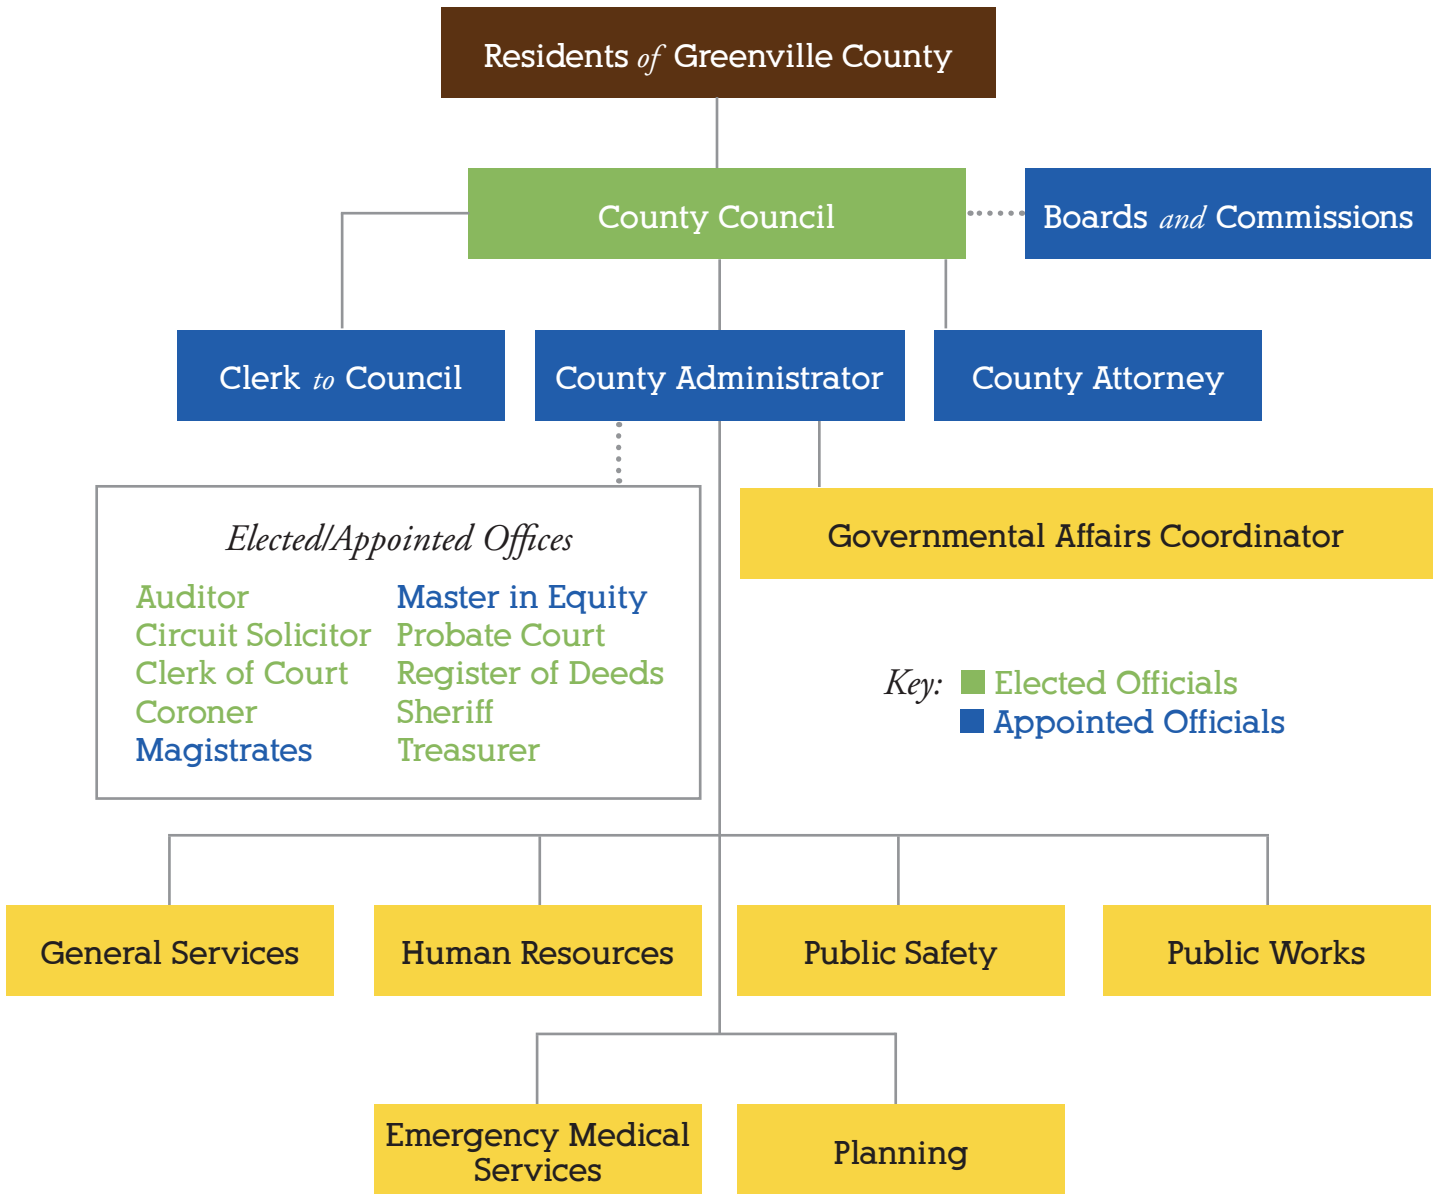 Residents of Greenville County
County Council
Boards and Commissions
Clerk to Council
County Administrator
County Attorney
Elected/Appointed Offices
Auditor
Circuit Solicitor
Clerk of Court
Coroner
Magistrates
Master in Equity
Probate Court
Register of Deeds
Sheriff
Treasurer
Governmental Affairs Coordinator
Key:
Elected Officials
Appointed Officials
General Services
Human Resources
Public Safety
Public Works
Emergency Medical
Services
Planning